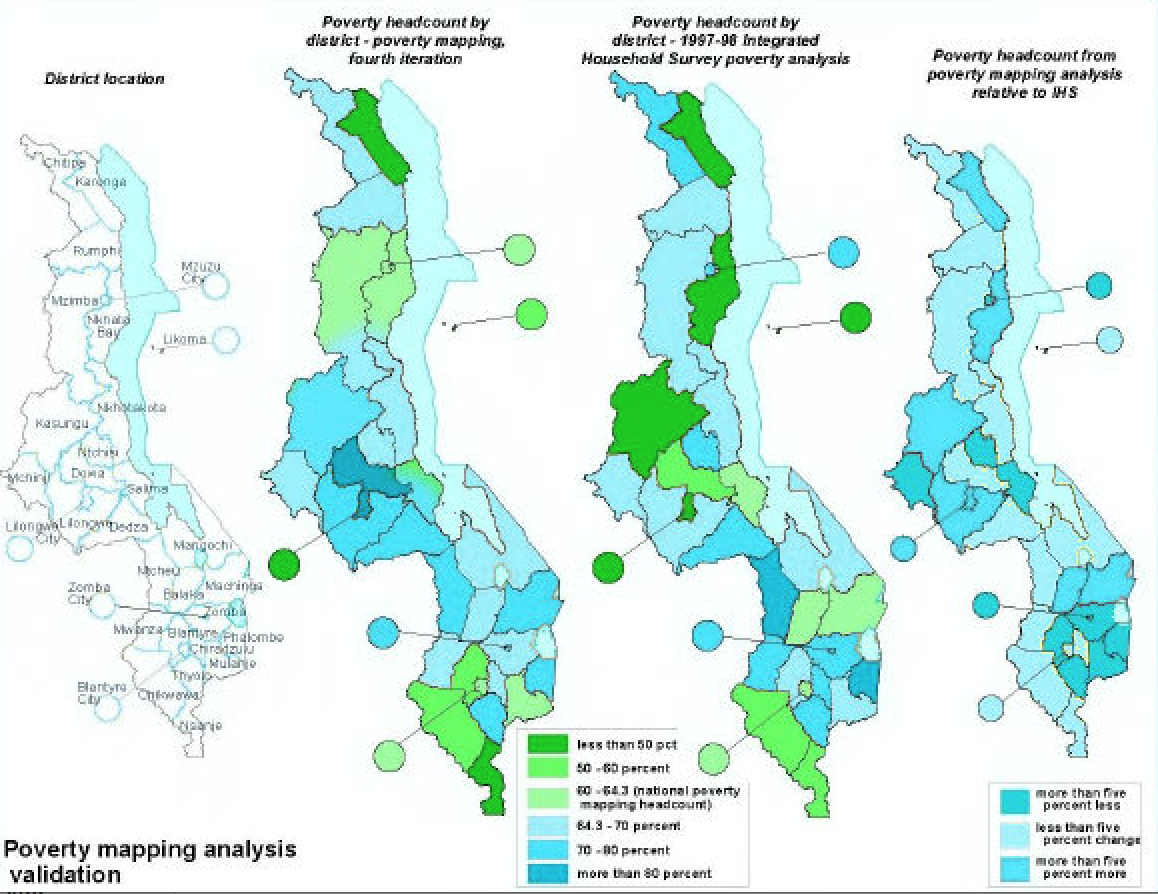 Poverty headcount by
district - poverty mapping,
fourth iteration
Poverty headcount by
district - 1997-98 Integrated
Household Survey poverty analysis
Poverty headcount from
poverty mapping analysis
relative to IHS
District location
Chitipa
Karonga
Rumphi
Mzuzu
City
Mzimba
Nkhata
Bay
Likoma
Nkhotakota
Kasungu
Ntchisi
Dowa
Mchinji
Salima
Lilongwe
City
Lilongwe
Dedza
Mangochi
Ntcheu
Machinga
Balaka
Zomba
City
Zomba
Mwanza
Blantyre
Phalombe
Chiradzulu
Mulanje
Thyolo
Blantyre
City
Chikwawa
Nsanje
less than 50 pct
50 -60 percent
60 -64.3 (national poverty
mapping headcount)
64.3 - 70 percent
70 -80 percent
more than 80 percent
more than five
percent less
less than five
percent change
more than five
percent more
Poverty mapping analysis
validation